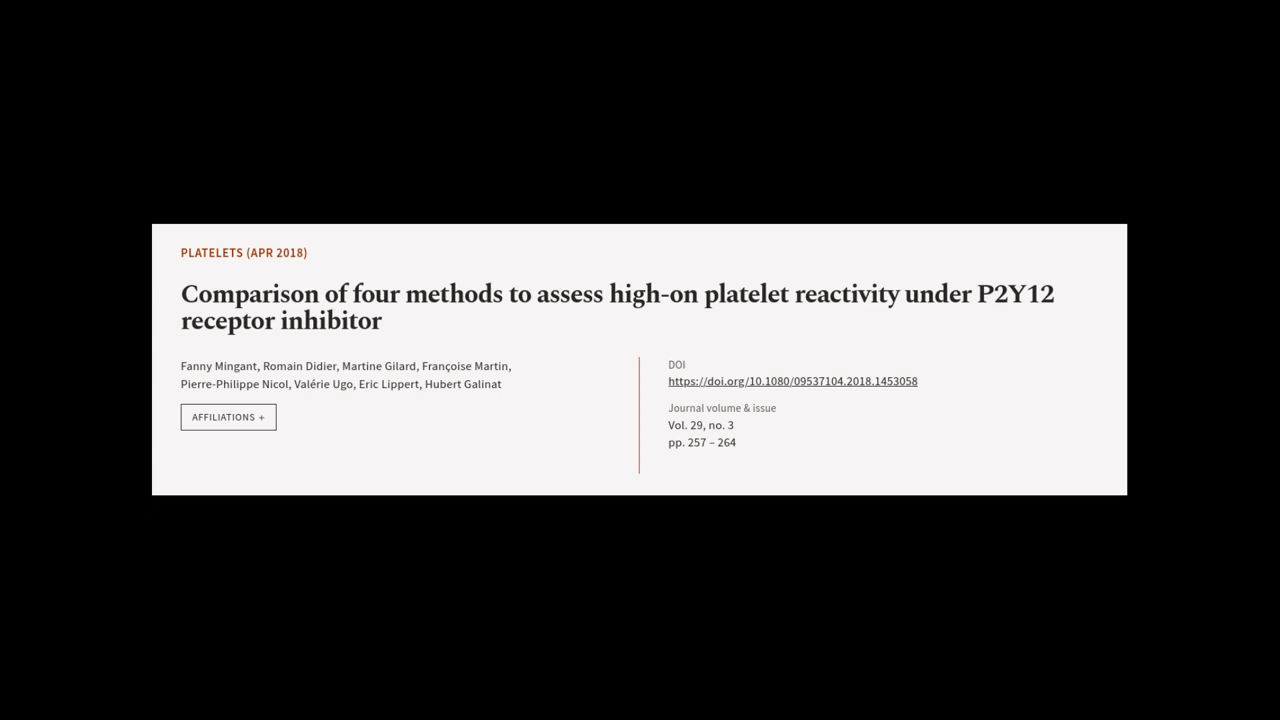 PLATELETS (APR 2018)
Comparison of four methods to assess high-on platelet reactivity under P2Y12
receptor inhibitor
Fanny Mingant, Romain Didier, Martine Gilard, Françoise Martin,
Pierre-Philippe Nicol, Valérie Ugo, Eric Lippert, Hubert Galinat
AFFILIATIONS +
DOI
https://doi.org/10.1080/09537104.2018.1453058
Journal volume & issue
Vol. 29, no. 3
pp. 257 – 264